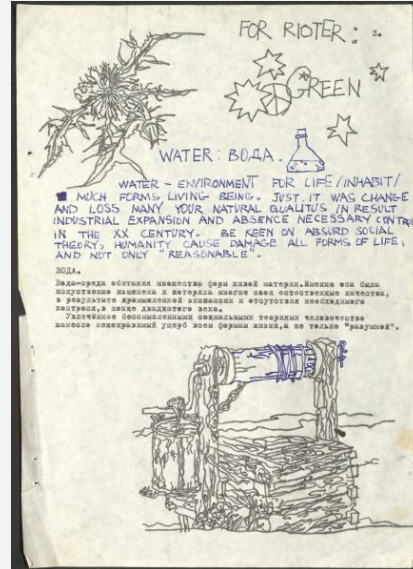 FOR RIOTER: 3.
GREEN
WATER: ВОДА.
WATER - ENVIRONMENT FOR LIFE /INHABIT/
MUCH FORMS, LIVING BEING. JUST IT WAS CHANGE
AND LOSS MANY YOUR NATURAL QUALITUS IN RESULT
INDUSTRIAL EXPANSION AND ABSENCE NECESSARY CONTRO
IN THE XX CENTURY. BE KEEN ON ABSURD SOCIAL
THEORY, HUMANITY CAUSE DAMAGE ALL FORMS OF LIFE,
AND NOT ONLY "REASONABLE".
ВОДА.
Вода-среда обитания множества форм живой материи. Именно она была
искуственно изменена и потеряла многие свои естественные качества,
в результате промышленной экспансии и отсутствия необходимого
контроля, в конце двадцатого века.
Увлечённое бессмысленными социальными теориями человечество
нанесло непоправимый ущерб всем формам жизни, а не только "разумной".